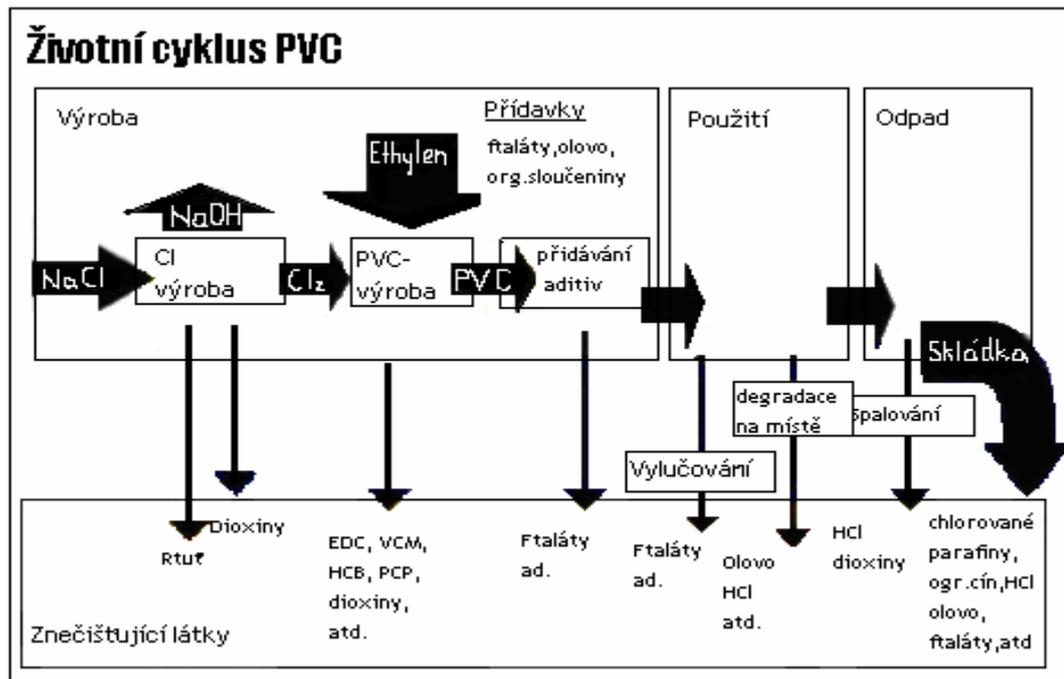 Životní cyklus PVC
Výroba
Přídavky
ftaláty,olovo,
org.sloučeniny
Ethylen
NaOH
NaCl
Cl
výroba
Cl₂
PVC-
výroba
PVC
přidávání
aditiv
Použití
Odpad
Skládka
degradace
na místě
Spalování
Vylučování
Rtuť
Dioxiny
EDC, VCM,
HCB, PCP,
dioxiny,
atd.
Ftaláty
ad.
Ftaláty
ad.
Olovo
HCl
atd.
HCl
dioxiny
chlorované
parafiny,
ogr.cín,HCl
olovo,
ftaláty,atd
Znečišťující látky